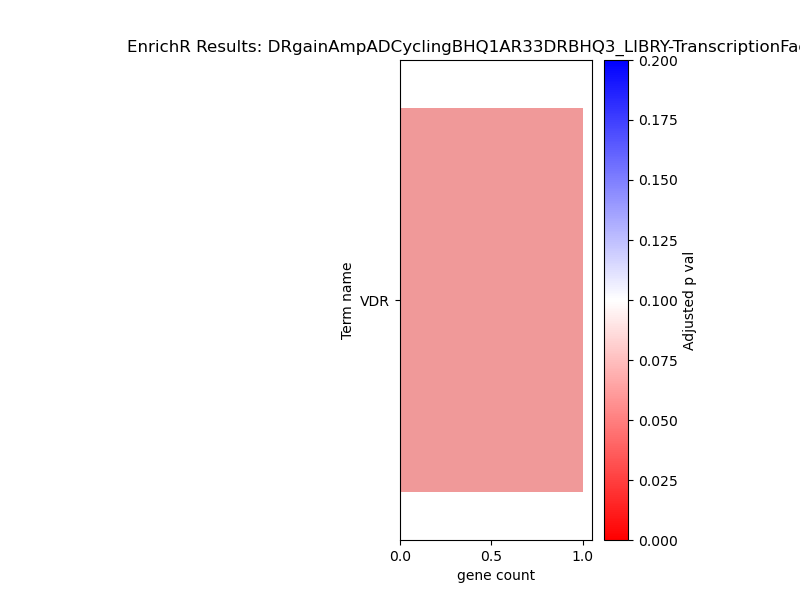 EnrichR Results: DRgainAmpADCyclingBHQ1AR33DRBHQ3_LIBRY-TranscriptionFa
Term name
VDR
0.0 0.5 1.0
gene count
0.200
0.175
0.150
0.125
0.100
0.075
0.050
0.025
0.000
Adjusted p val